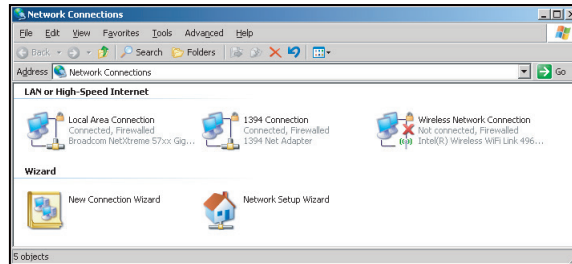 Network Connections
File Edit View Favorites Tools Advanced Help
Back Search Folders
Address Network Connections Go
LAN or High-Speed Internet
Local Area Connection
Connected, Firewalled
Broadcom NetXtreme 57xx Gig...
1394 Connection
Connected, Firewalled
1394 Net Adapter
Wireless Network Connection
Not connected, Firewalled
Intel(R) Wireless WiFi Link 496...
Wizard
New Connection Wizard
Network Setup Wizard
5 objects